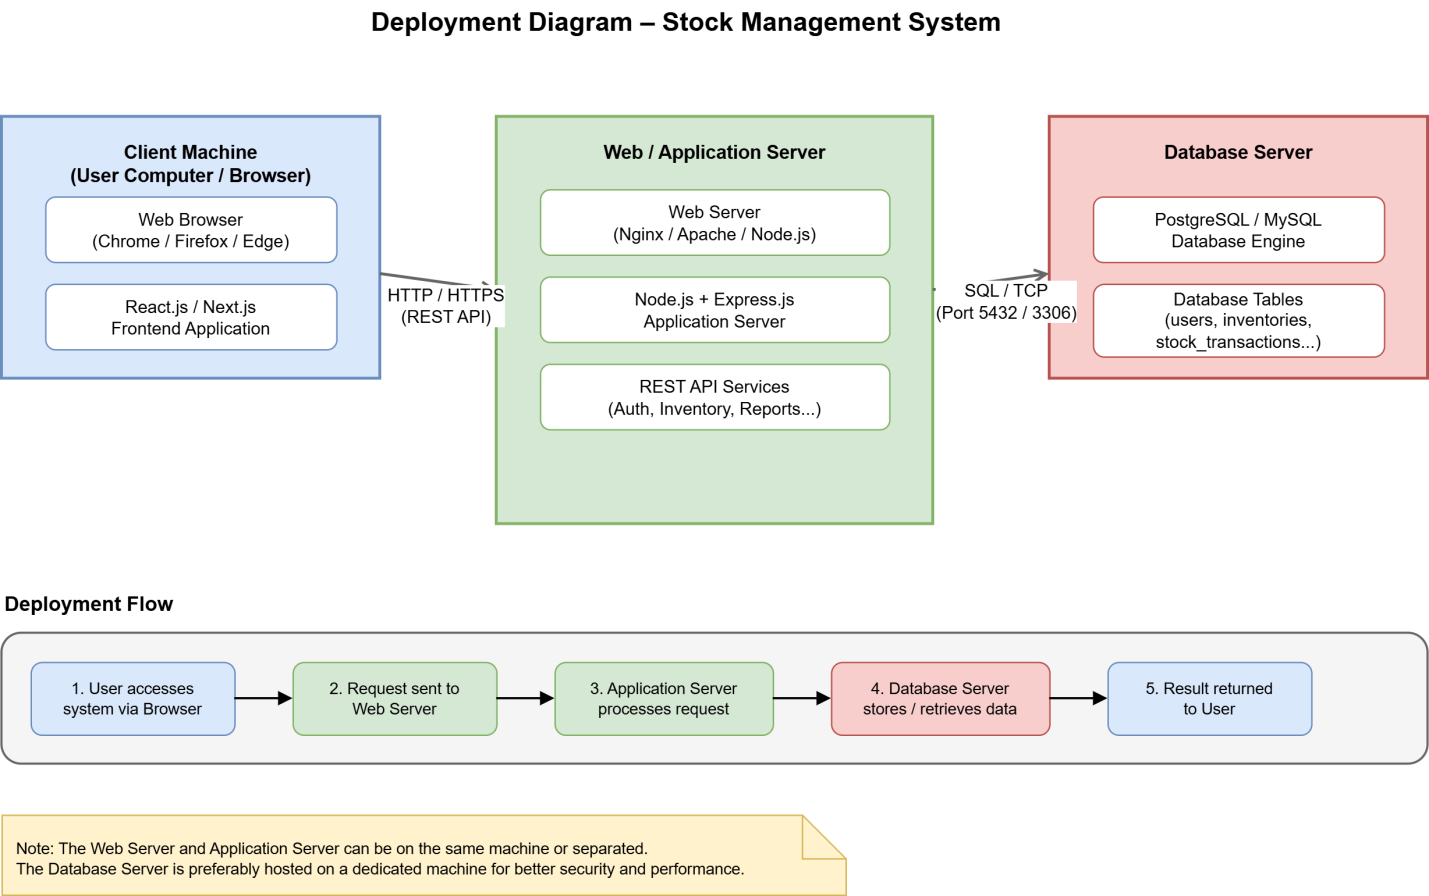 Deployment Diagram – Stock Management System
Client Machine
(User Computer / Browser)
Web Browser
(Chrome / Firefox / Edge)
React.js / Next.js
Frontend Application
HTTP / HTTPS
(REST API)
Web / Application Server
Web Server
(Nginx / Apache / Node.js)
Node.js + Express.js
Application Server
REST API Services
(Auth, Inventory, Reports...)
SQL / TCP
(Port 5432 / 3306)
Database Server
PostgreSQL / MySQL
Database Engine
Database Tables
(users, inventories,
stock_transactions...)
Deployment Flow
1. User accesses
system via Browser
2. Request sent to
Web Server
3. Application Server
processes request
4. Database Server
stores / retrieves data
5. Result returned
to User
Note: The Web Server and Application Server can be on the same machine or separated.
The Database Server is preferably hosted on a dedicated machine for better security and performance.